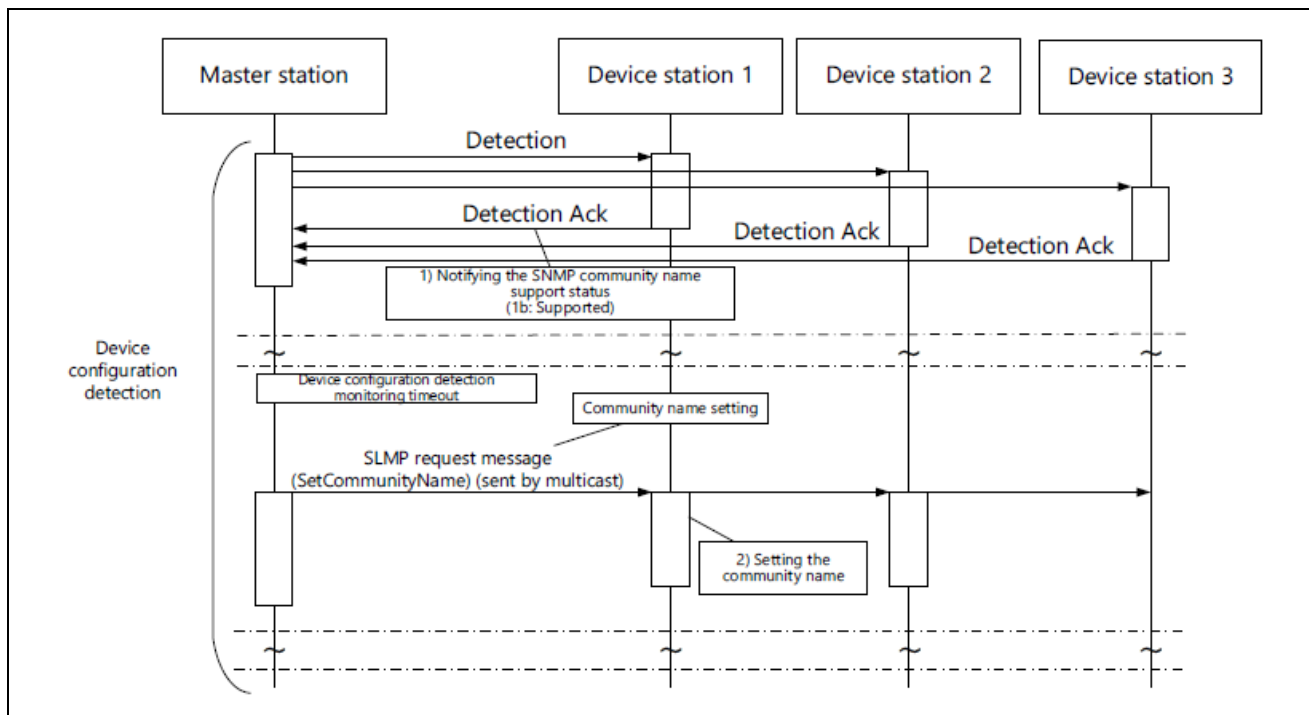 Master station
Device station 1
Device station 2
Device station 3
Detection
Detection Ack
Detection Ack
Detection Ack
1) Notifying the SNMP community name
support status
(1b: Supported)
Device
configuration
detection
~
~
~
~
Device configuration detection
monitoring timeout
Community name setting
SLMP request message
(SetCommunityName) (sent by multicast)
2) Setting the
community name
~
~
~
~